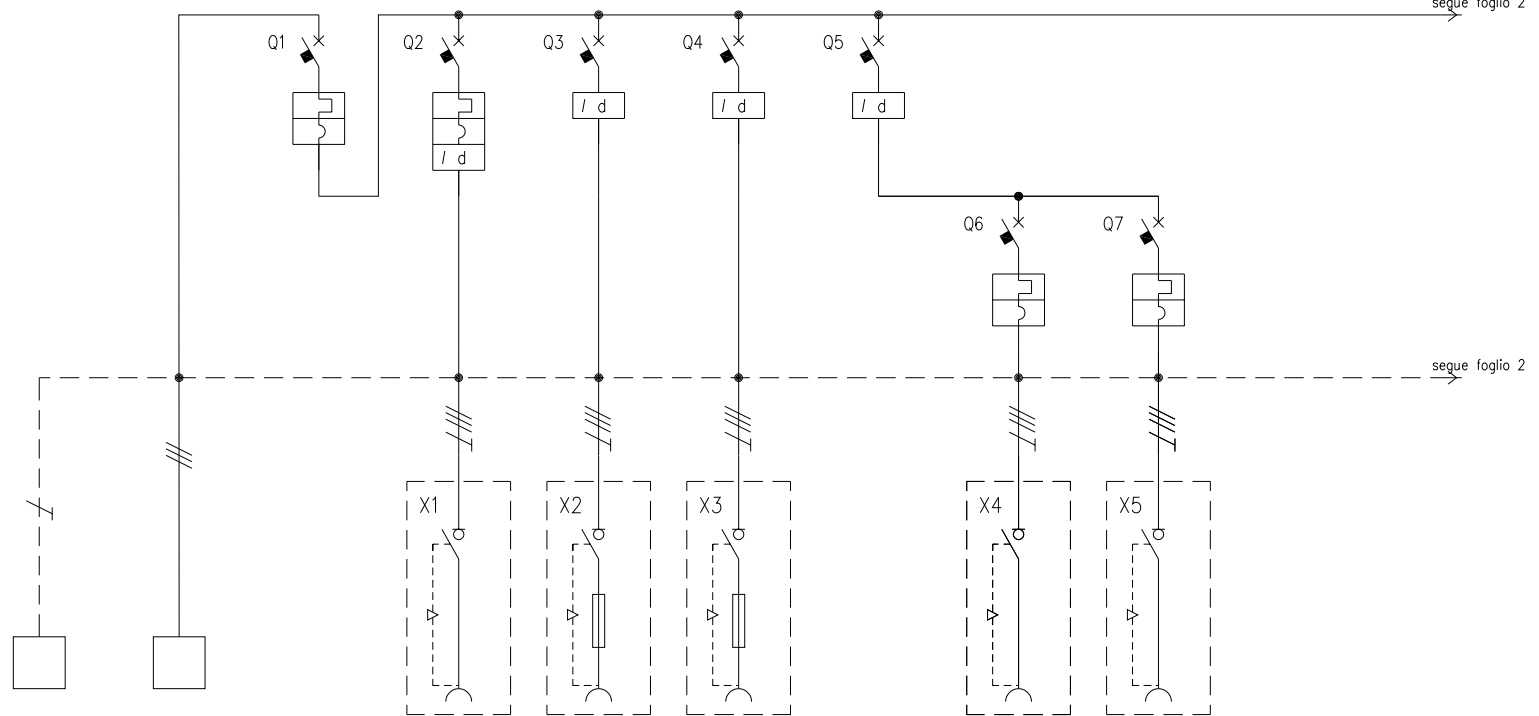 segue foglio 2
Q1
Q2
Q3
Q4
Q5
I d
I d
I d
I d
Q6
Q7
segue foglio 2
X1
X2
X3
X4
X5